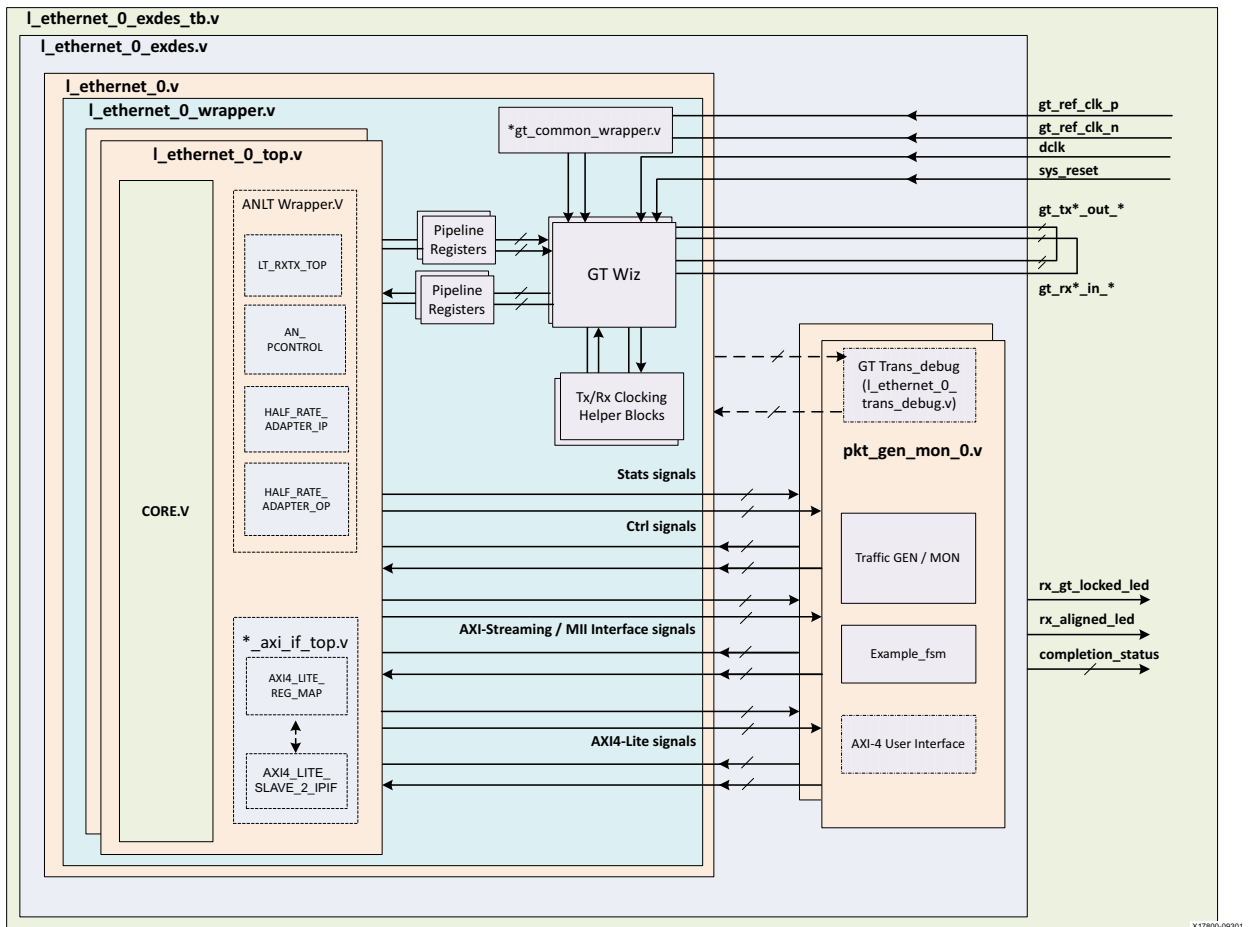 l_ethernet_0_exdes_tb.v
l_ethernet_0_exdes.v
l_ethernet_0.v
l_ethernet_0_wrapper.v
l_ethernet_0_top.v
CORE.V
ANLT Wrapper.V
LT_RXTX_TOP
AN_
PCONTROL
HALF_RATE_
ADAPTER_IP
HALF_RATE_
ADAPTER_OP
*_axi_if_top.v
AXI4_LITE_
REG_MAP
AXI4_LITE_
SLAVE_2_IPIF
Pipeline
Registers
Pipeline
Registers
*gt_common_wrapper.v
GT Wiz
Tx/Rx Clocking
Helper Blocks
Stats signals
Ctrl signals
AXI-Streaming / MII Interface signals
AXI4-Lite signals
GT Trans_debug
(l_ethernet_0_
trans_debug.v)
pkt_gen_mon_0.v
Traffic GEN / MON
Example_fsm
AXI-4 User Interface
gt_ref_clk_p
gt_ref_clk_n
dclk
sys_reset
gt_tx*_out_*
gt_rx*_in_*
rx_gt_locked_led
rx_aligned_led
completion_status
X17800-09301